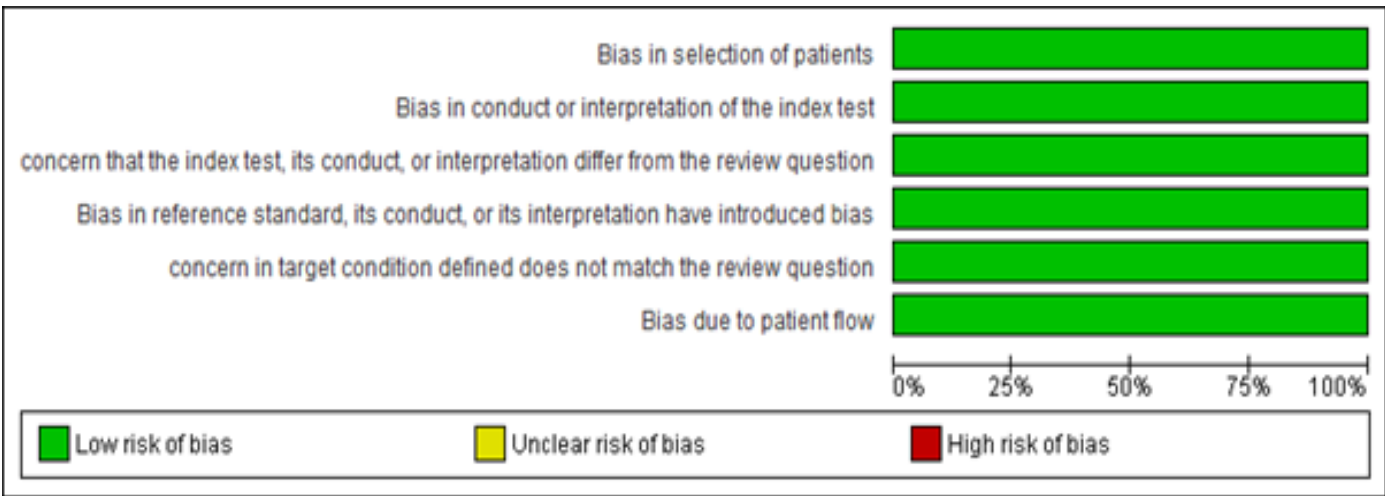 Bias in selection of patients
Bias in conduct or interpretation of the index test
concern that the index test, its conduct, or interpretation differ from the review question
Bias in reference standard, its conduct, or its interpretation have introduced bias
concern in target condition defined does not match the review question
Bias due to patient flow
0% 25% 50% 75% 100%
Low risk of bias Unclear risk of bias High risk of bias